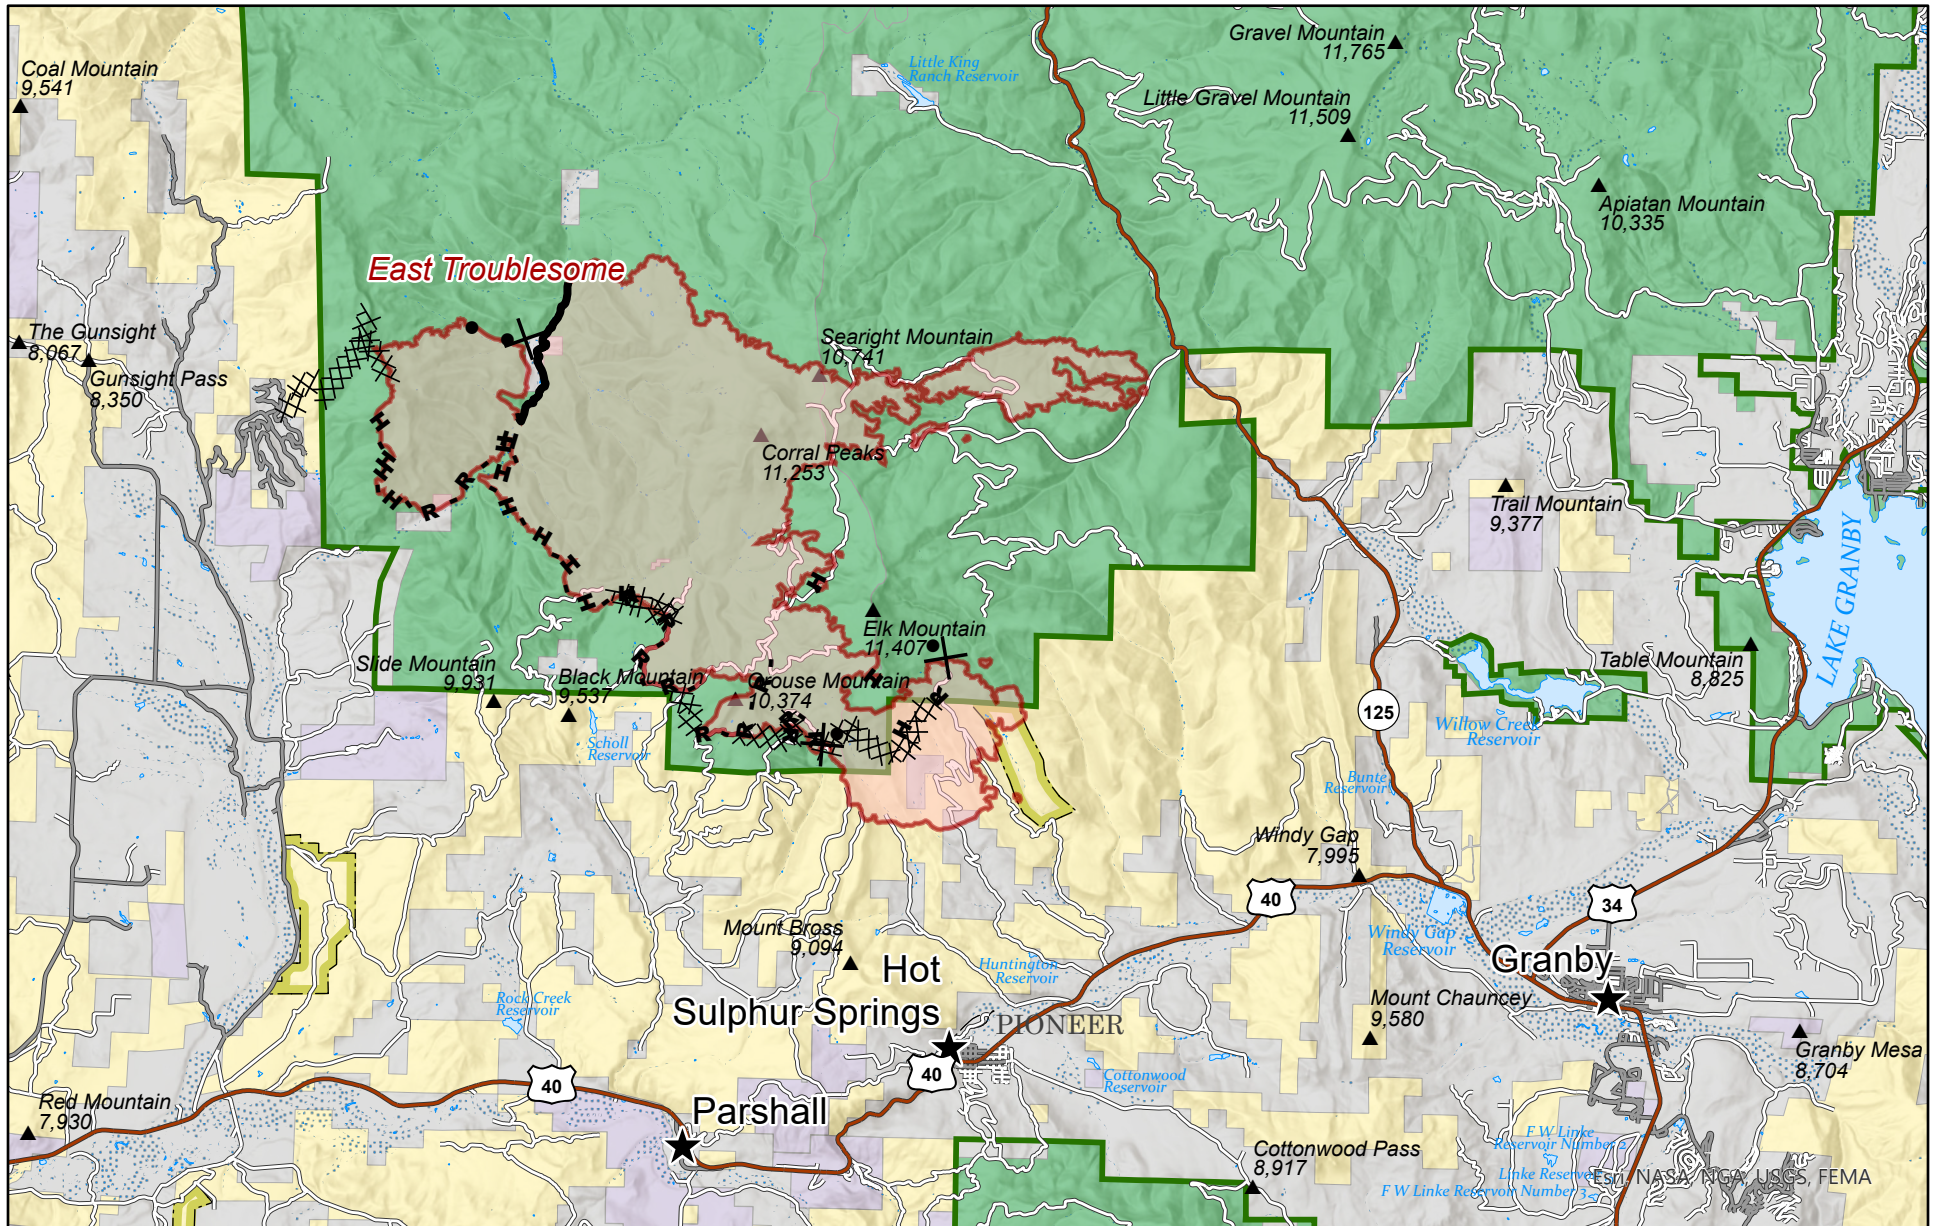 Coal Mountain
9,541
Little King
Ranch Reservoir
Gravel Mountain
11,765
Little Gravel Mountain
11,509
Apiatan Mountain
10,335
East Troublesome
The Gunsight
8,067
Gunsight Pass
8,350
Searight Mountain
10,741
Corral Peaks
11,253
Trail Mountain
9,377
LAKE GRANBY
H
H
H
H
R
R
H
H
H
H
H
H
H
R
R
R
R
R
H
H
H
R
Elk Mountain
11,407
Slide Mountain
9,931
Black Mountain
9,537
Grouse Mountain
10,374
Table Mountain
8,825
Scholl
Reservoir
125
Willow Creek
Reservoir
Bunte
Reservoir
Windy Gap
7,995
40
34
Mount Bross
9,094
Hot
Sulphur Springs
Huntington
Reservoir
Windy Gap
Reservoir
Granby
Rock Creek
Reservoir
PIONEER
Mount Chauncey
9,580
Granby Mesa
8,704
40
40
Cottonwood
Reservoir
Red Mountain
7,930
Parshall
Cottonwood Pass
8,917
F W Linke
Reservoir Number 2
Linke Reservoir
F W Linke Reservoir Number 3
Esri, NASA, NGA, USGS, FEMA